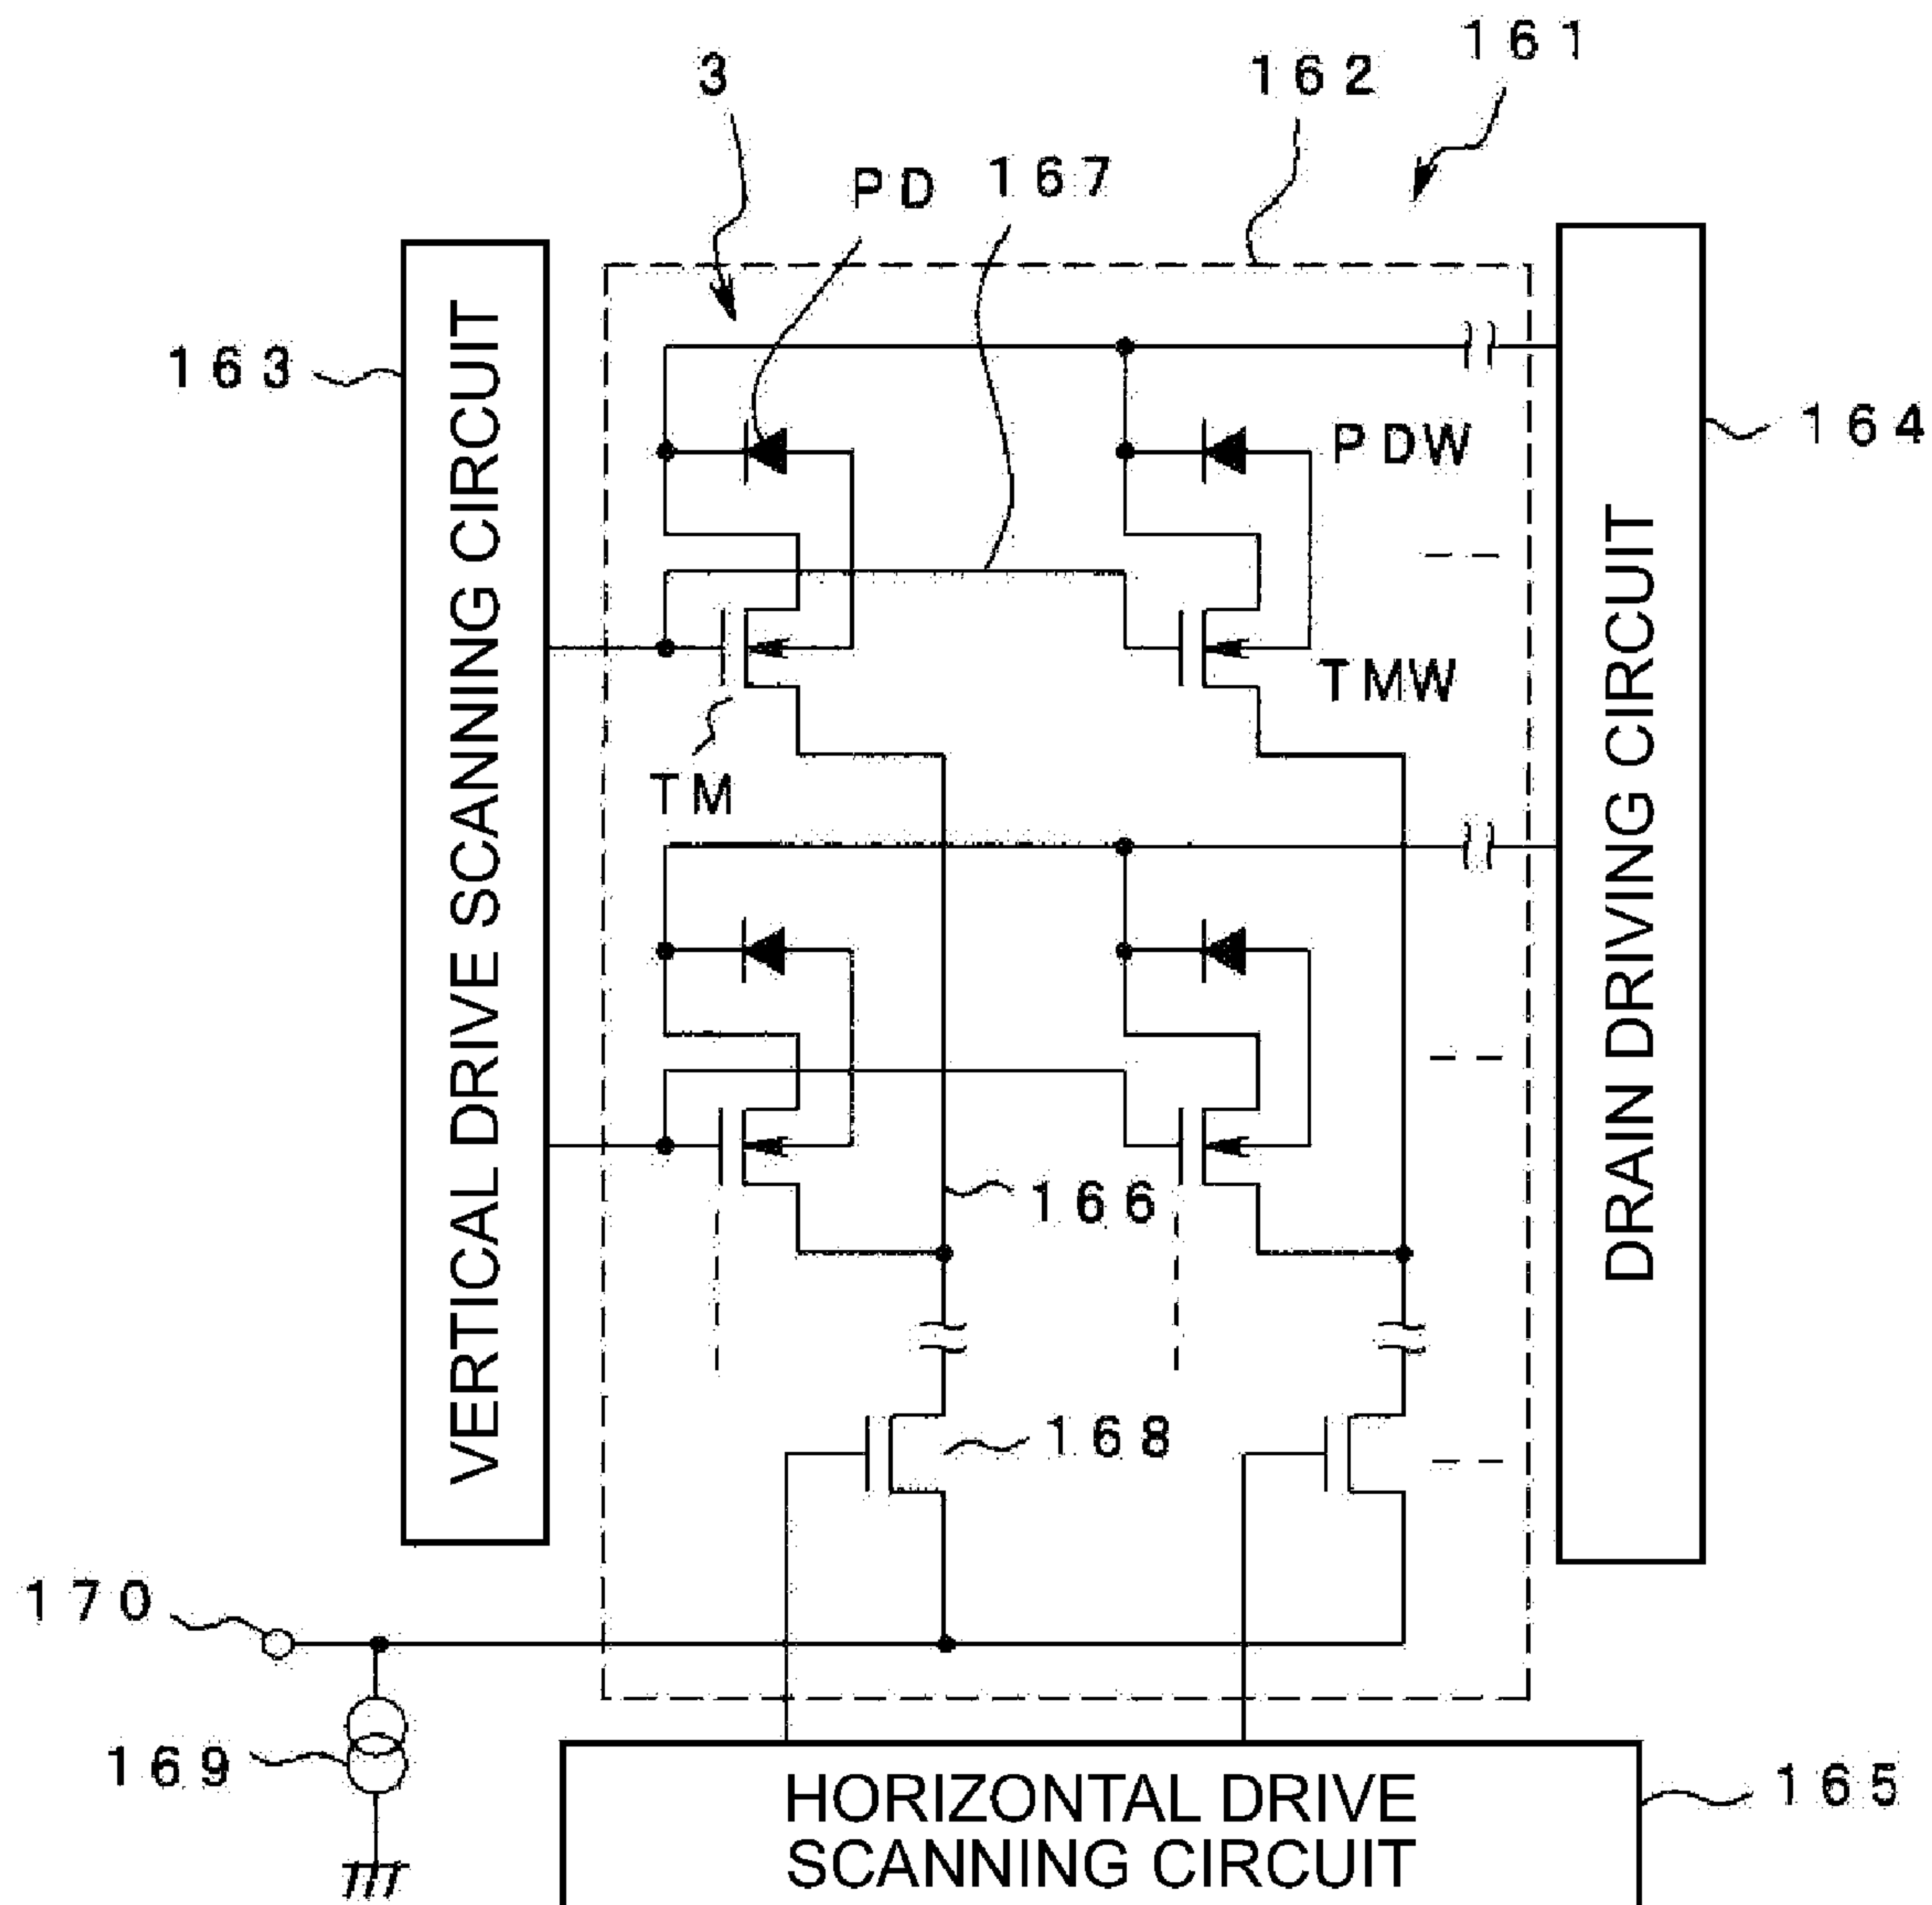 161
3
162
PD
167
163
VERTICAL DRIVE SCANNING CIRCUIT
PDW
164
DRAIN DRIVING CIRCUIT
TMW
TM
166
168
170
169
165
HORIZONTAL DRIVE
SCANNING CIRCUIT